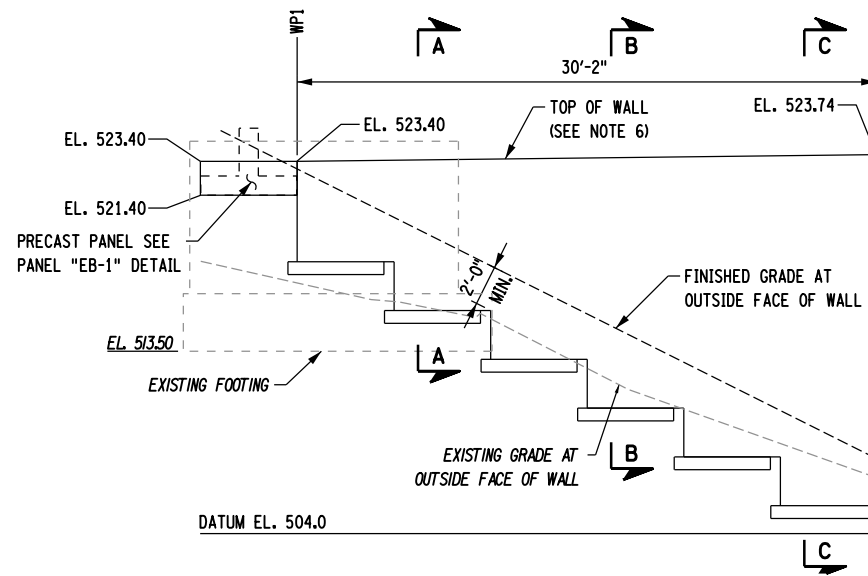 WP1
A
B
C
30'-2"
TOP OF WALL
(SEE NOTE 6)
EL. 523.74
EL. 523.40
EL. 523.40
EL. 521.40
PRECAST PANEL SEE
PANEL "EB-1" DETAIL
2'-0"
MIN.
FINISHED GRADE AT
OUTSIDE FACE OF WALL
EL. 513.50
A
EXISTING FOOTING
EXISTING GRADE AT
OUTSIDE FACE OF WALL
B
DATUM EL. 504.0
C